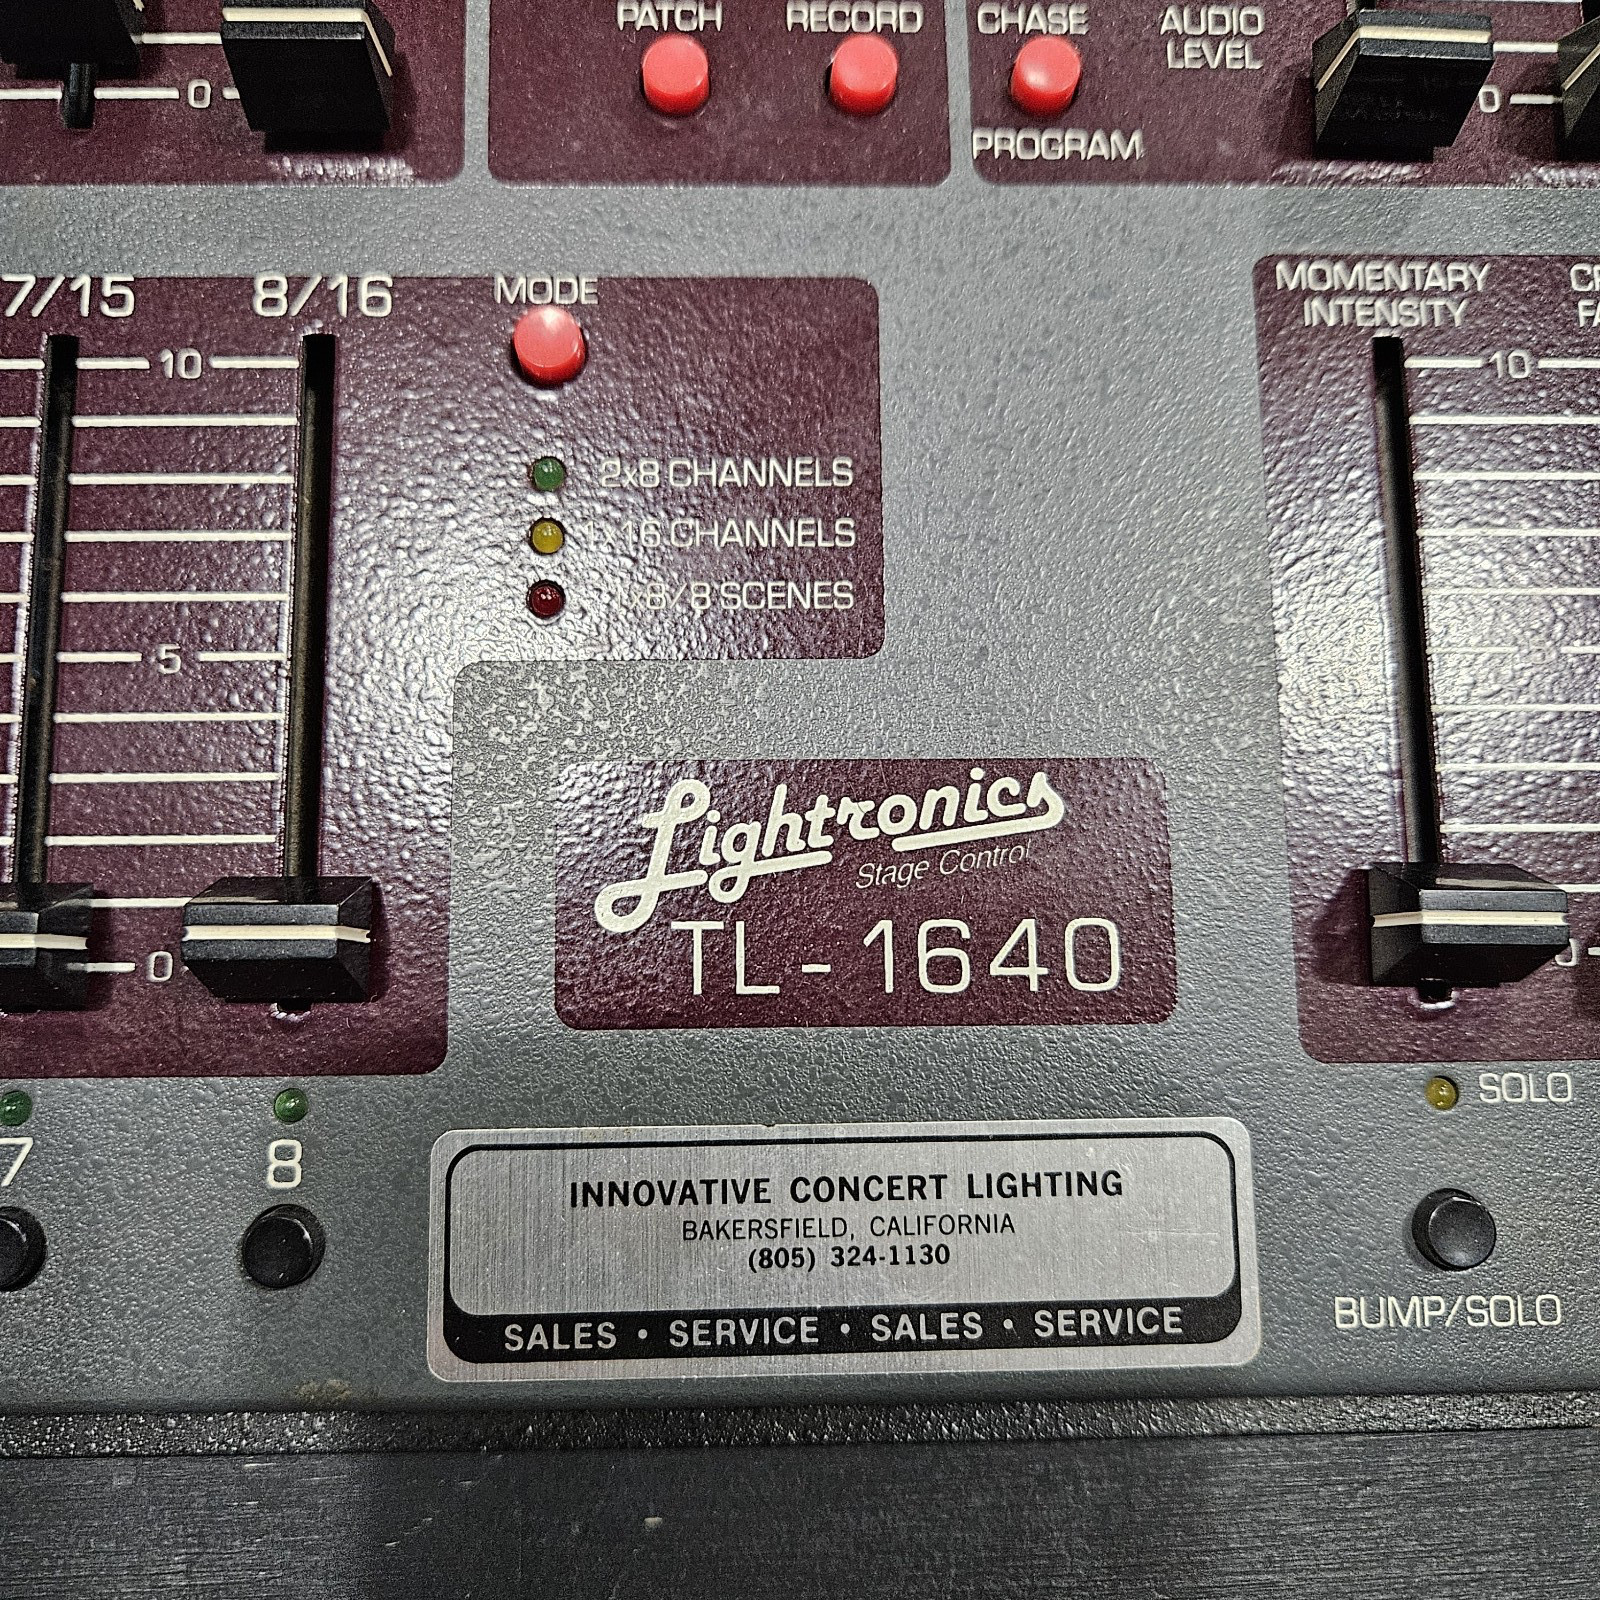 PATCH RECORD CHASE AUDIO
LEVEL
0 0
PROGRAM
7/15 8/16 MODE MOMENTARY
INTENSITY
10 10
2x8 CHANNELS
1x16 CHANNELS
1x8/8 SCENES
5
Lightronics
Stage Control
TL - 1640
0
SOLO
7 8
INNOVATIVE CONCERT LIGHTING
BAKERSFIELD, CALIFORNIA
(805) 324-1130
BUMP/SOLO
SALES • SERVICE • SALES • SERVICE